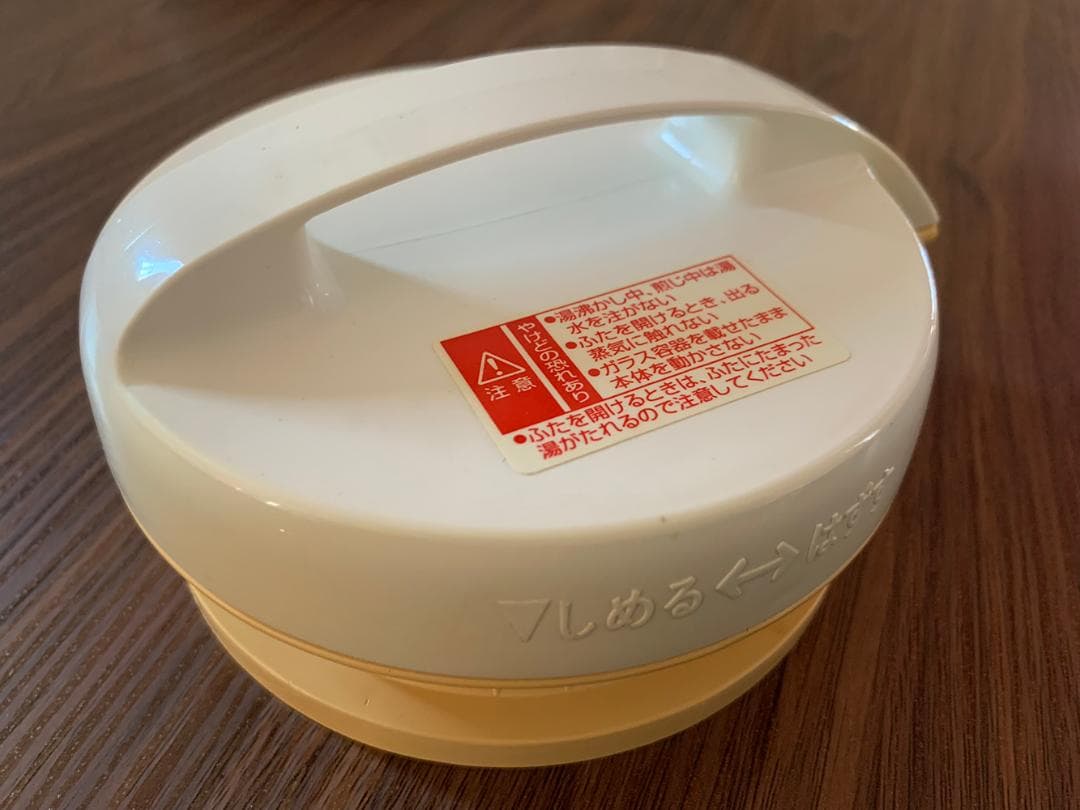 注意
やけどの恐れあり
●湯沸かし中、煎じ中は湯
水を注がない
●ふたを開けるとき、出る
蒸気に触れない
●ガラス容器を載せたまま
本体を動かさない
●ふたを開けるときは、ふたにたまった
湯がたれるので注意してください
▽しめる↔はずす